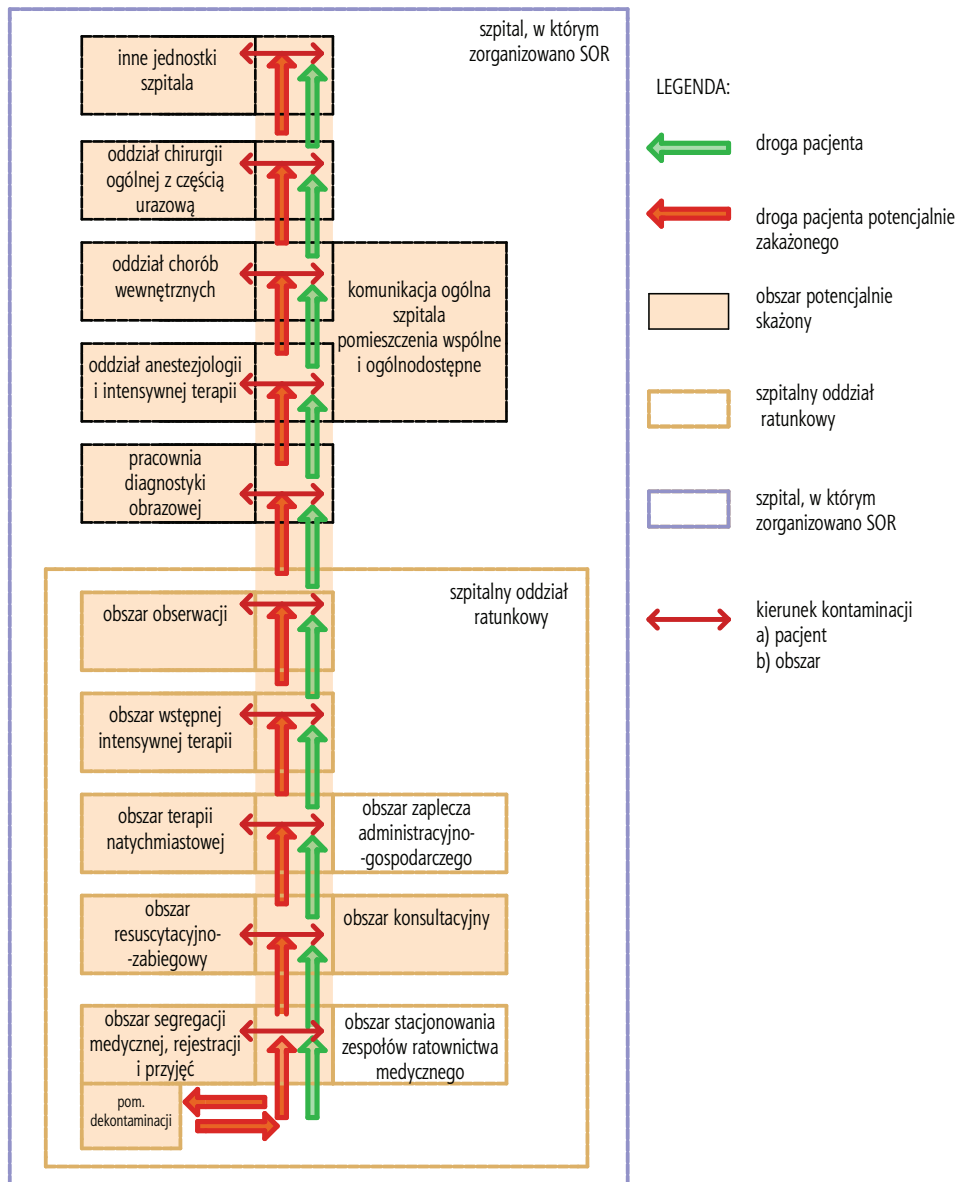 szpital, w którym
zorganizowano SOR
inne jednostki
szpitala
oddział chirurgii
ogólnej z częścią
urazową
oddział chorób
wewnętrznych
komunikacja ogólna
szpitala
pomieszczenia wspólne
i ogólnodostępne
oddział anestezjologii
i intensywnej terapii
pracownia
diagnostyki
obrazowej
szpitalny oddział
ratunkowy
obszar obserwacji
obszar wstępnej
intensywnej terapii
obszar terapii
natychmiastowej
obszar zaplecza
administracyjno-
-gospodarczego
obszar
resuscytacyjno-
-zabiegowy
obszar konsultacyjny
obszar segregacji
medycznej, rejestracji
i przyjęć
obszar stacjonowania
zespołów ratownictwa
medycznego
pom.
dekontaminacji
LEGENDA:
droga pacjenta
droga pacjenta potencjalnie
zakażonego
obszar potencjalnie
skażony
szpitalny oddział
ratunkowy
szpital, w którym
zorganizowano SOR
kierunek kontaminacji
a) pacjent
b) obszar